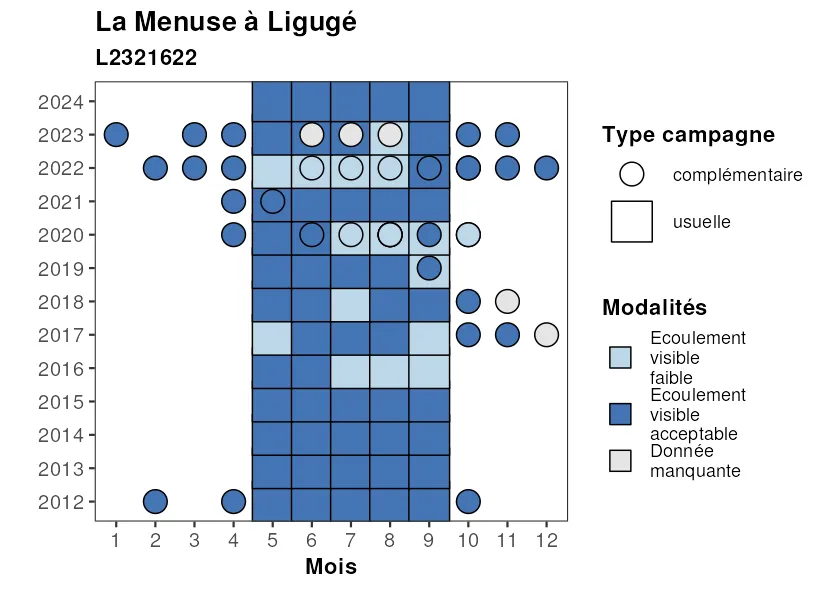 La Menuse à Ligugé
L2321622
2024
2023
2022
2021
2020
2019
2018
2017
2016
2015
2014
2013
2012
1 2 3 4 5 6 7 8 9 10 11 12
Mois
Type campagne
complémentaire
usuelle
Modalités
Ecoulement
visible
faible
Ecoulement
visible
acceptable
Donnée
manquante